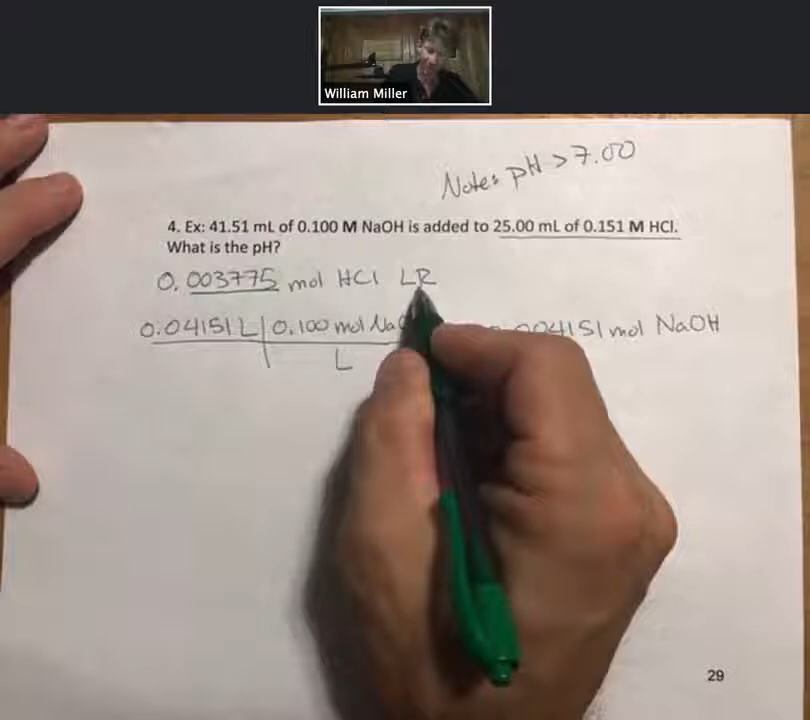 William Miller
Note: pH > 7.00
4. Ex: 41.51 mL of 0.100 M NaOH is added to 25.00 mL of 0.151 M HCl.
What is the pH?
0.003775 mol HCl LR
0.04151 L | 0.100 mol Na 004151 mol NaOH
L
29